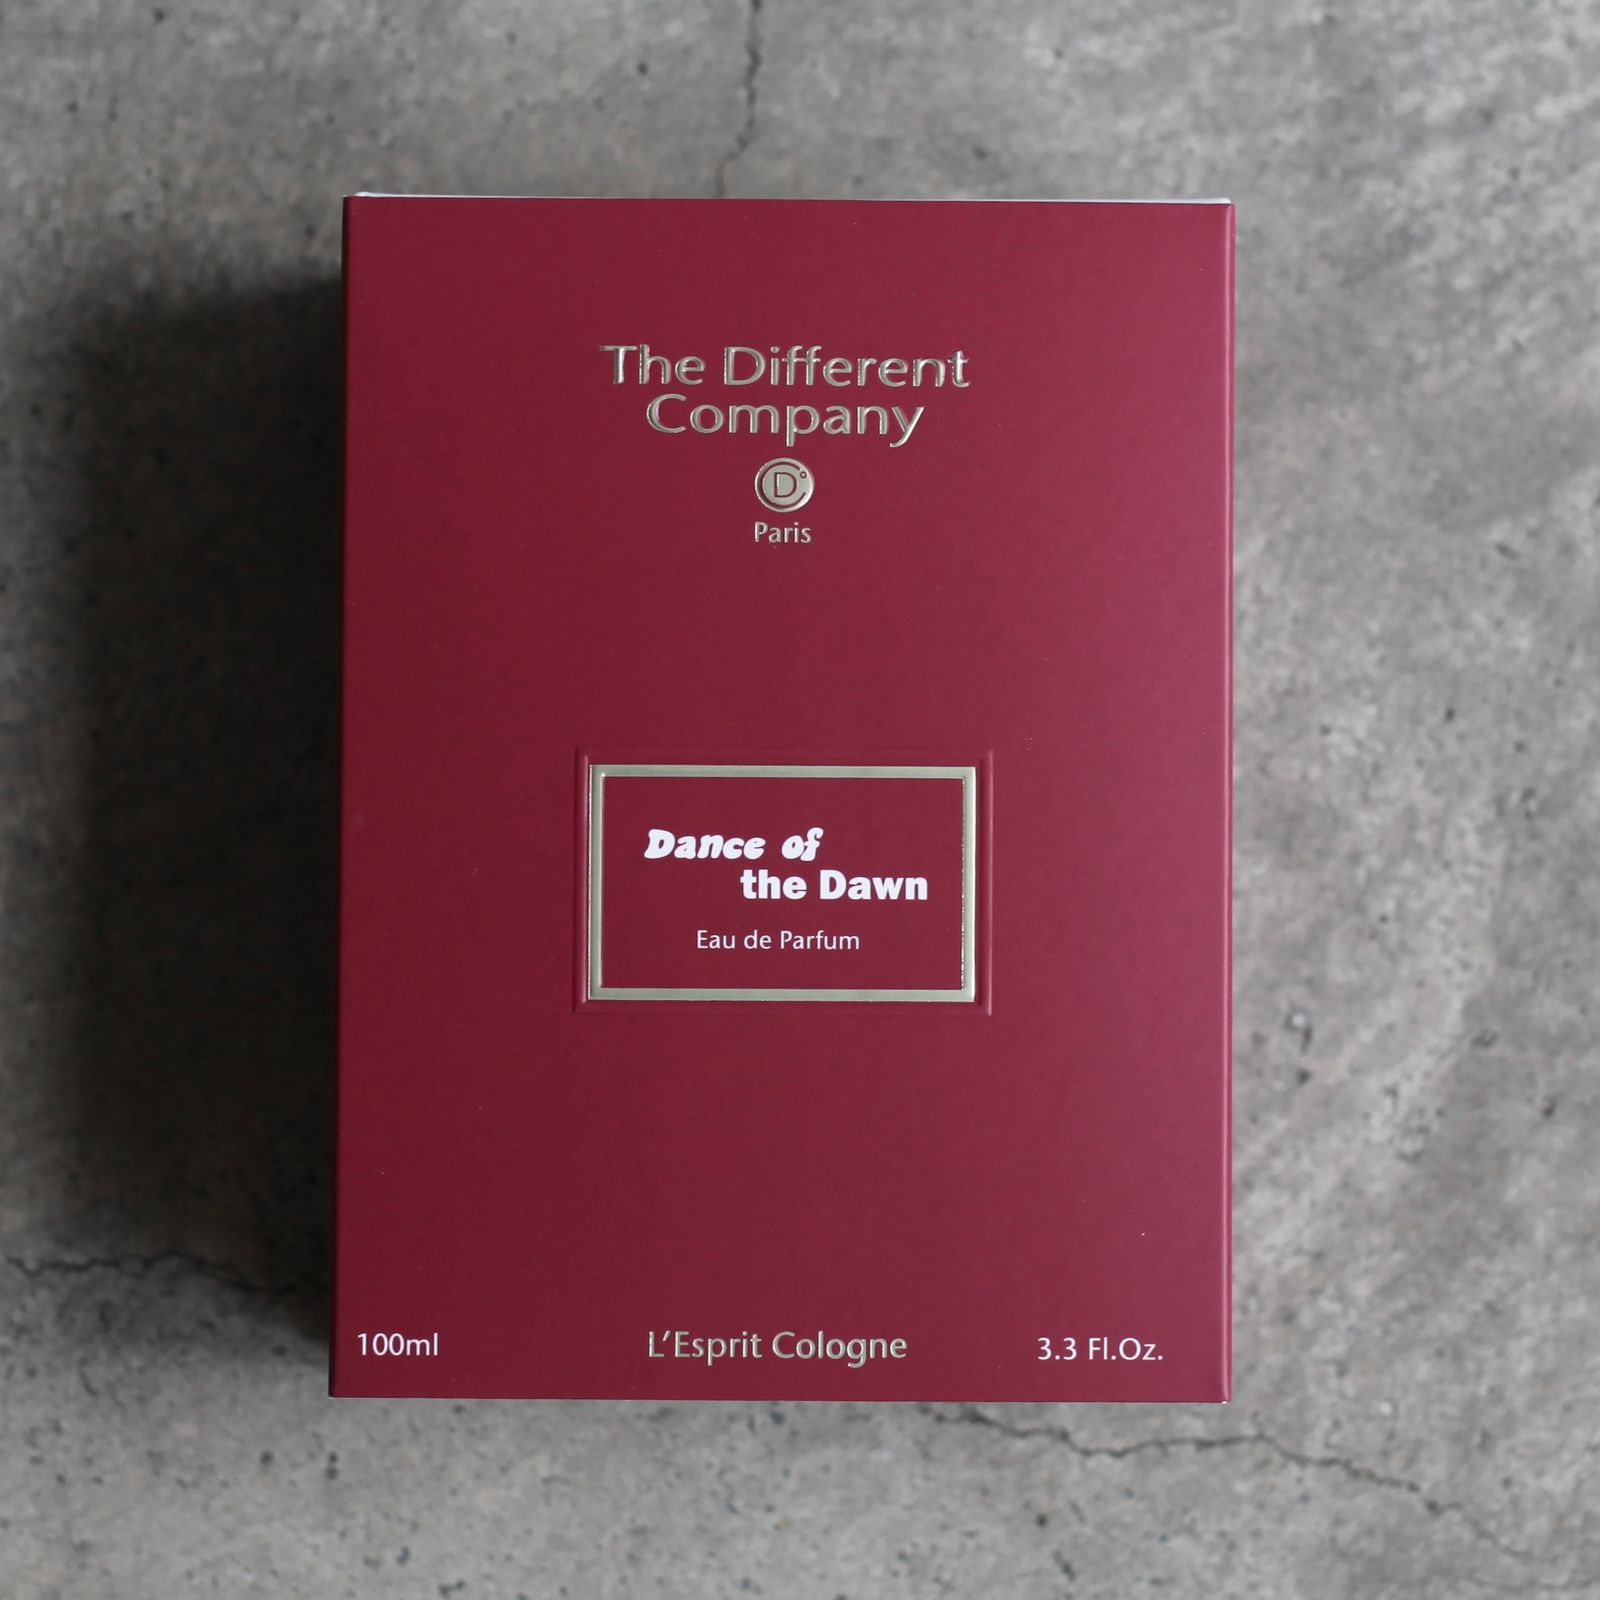 The Different
Company
D
Paris
Dance of
the Dawn
Eau de Parfum
100ml
L'Esprit Cologne
3.3 Fl.Oz.